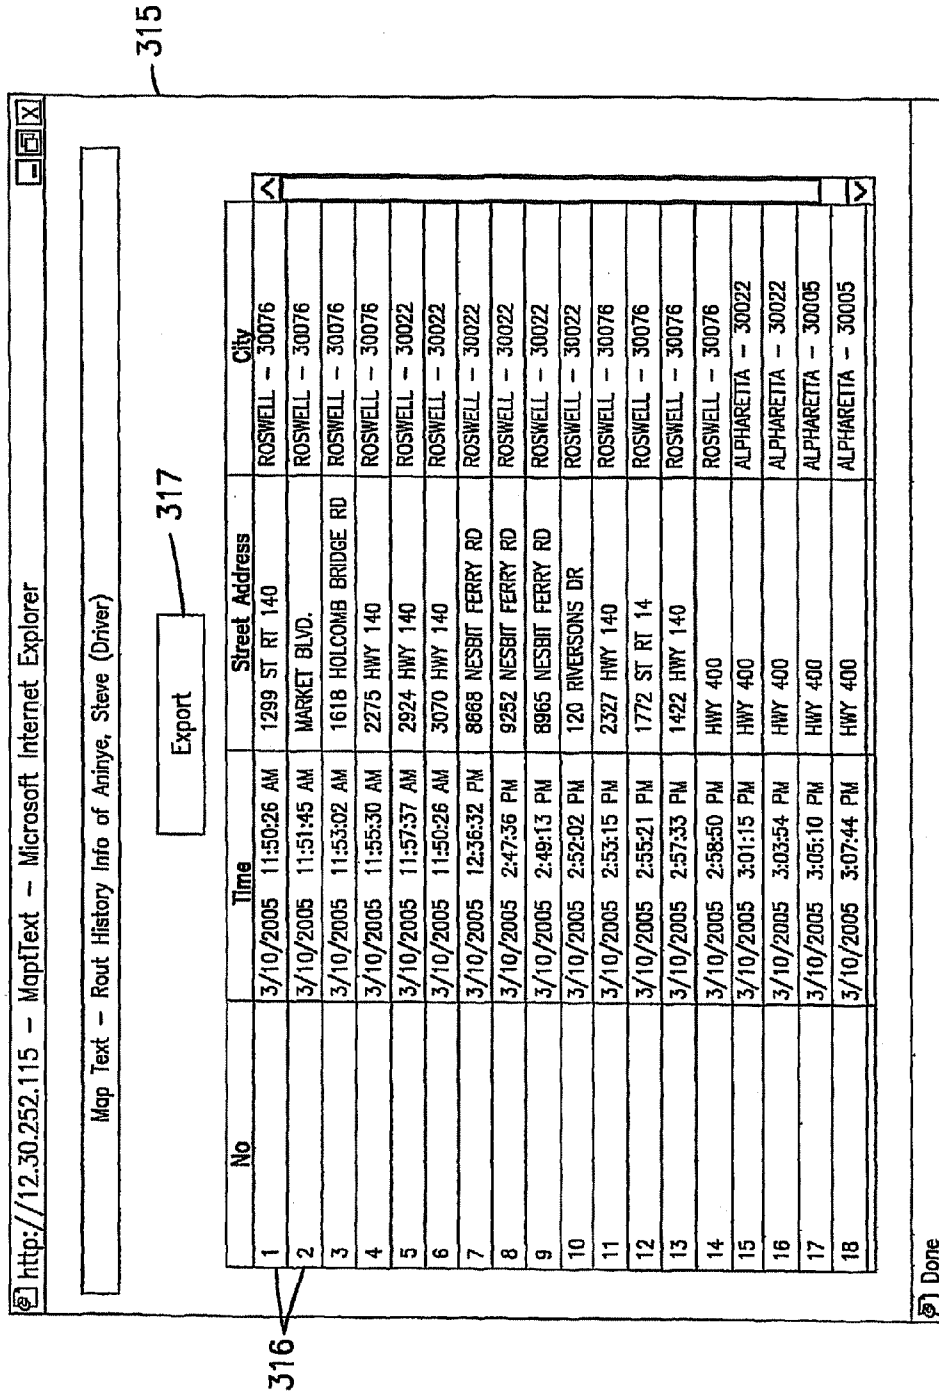 http://12.30.252.115 – MaptText – Microsoft Internet Explorer
315
Map Text – Rout History Info of Aninye, Steve (Driver)
Export
317
No Time Street Address City
316
1 3/10/2005 11:50:26 AM 1299 ST RT 140 ROSWELL – 30076
2 3/10/2005 11:51:45 AM MARKET BLVD. ROSWELL – 30076
3 3/10/2005 11:53:02 AM 1618 HOLCOMB BRIDGE RD ROSWELL – 30076
4 3/10/2005 11:55:30 AM 2275 HWY 140 ROSWELL – 30076
5 3/10/2005 11:57:37 AM 2924 HWY 140 ROSWELL – 30022
6 3/10/2005 11:50:26 AM 3070 HWY 140 ROSWELL – 30022
7 3/10/2005 12:36:32 PM 8668 NESBIT FERRY RD ROSWELL – 30022
8 3/10/2005 2:47:36 PM 9252 NESBIT FERRY RD ROSWELL – 30022
9 3/10/2005 2:49:13 PM 8965 NESBIT FERRY RD ROSWELL – 30022
10 3/10/2005 2:52:02 PM 120 RIVERSONS DR ROSWELL – 30022
11 3/10/2005 2:53:15 PM 2327 HWY 140 ROSWELL – 30076
12 3/10/2005 2:55:21 PM 1772 ST RT 14 ROSWELL – 30076
13 3/10/2005 2:57:33 PM 1422 HWY 140 ROSWELL – 30076
14 3/10/2005 2:58:50 PM HWY 400 ROSWELL – 30076
15 3/10/2005 3:01:15 PM HWY 400 ALPHARETTA – 30022
16 3/10/2005 3:03:54 PM HWY 400 ALPHARETTA – 30022
17 3/10/2005 3:05:10 PM HWY 400 ALPHARETTA – 30005
18 3/10/2005 3:07:44 PM HWY 400 ALPHARETTA – 30005
Done